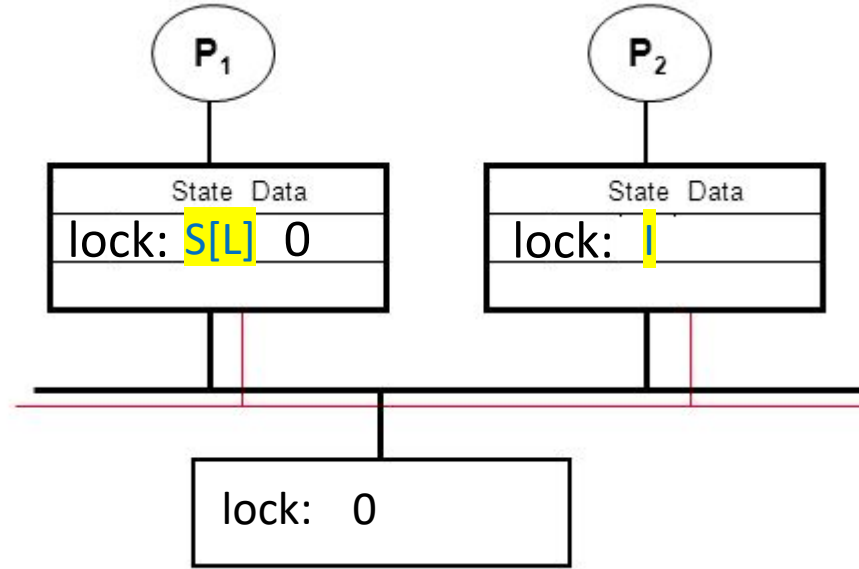 P₁ P₂
State Data State Data
lock: S[L] 0 lock: I
lock: 0